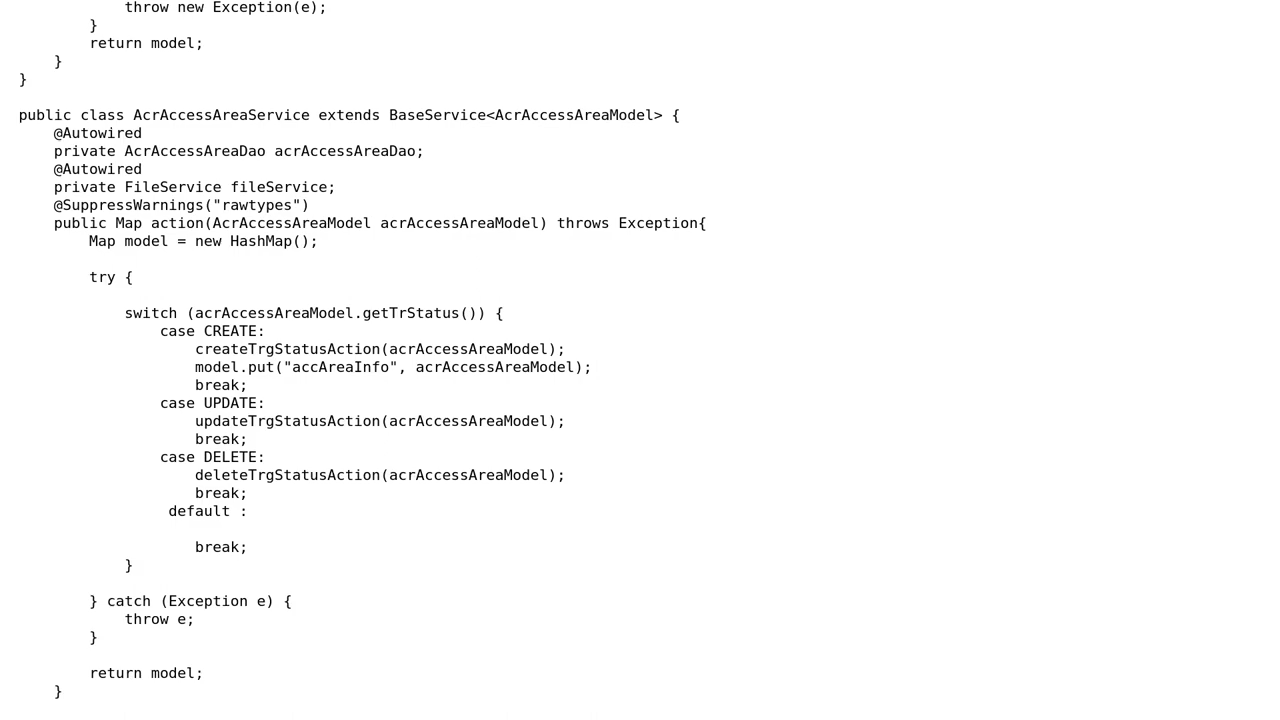 throw new Exception(e);
        }
        return model;
    }
}

public class AcrAccessAreaService extends BaseService<AcrAccessAreaModel> {
    @Autowired
    private AcrAccessAreaDao acrAccessAreaDao;
    @Autowired
    private FileService fileService;
    @SuppressWarnings("rawtypes")
    public Map action(AcrAccessAreaModel acrAccessAreaModel) throws Exception{
        Map model = new HashMap();

        try {

            switch (acrAccessAreaModel.getTrStatus()) {
                case CREATE:
                    createTrgStatusAction(acrAccessAreaModel);
                    model.put("accAreaInfo", acrAccessAreaModel);
                    break;
                case UPDATE:
                    updateTrgStatusAction(acrAccessAreaModel);
                    break;
                case DELETE:
                    deleteTrgStatusAction(acrAccessAreaModel);
                    break;
                 default :

                    break;
            }

        } catch (Exception e) {
            throw e;
        }

        return model;
    }